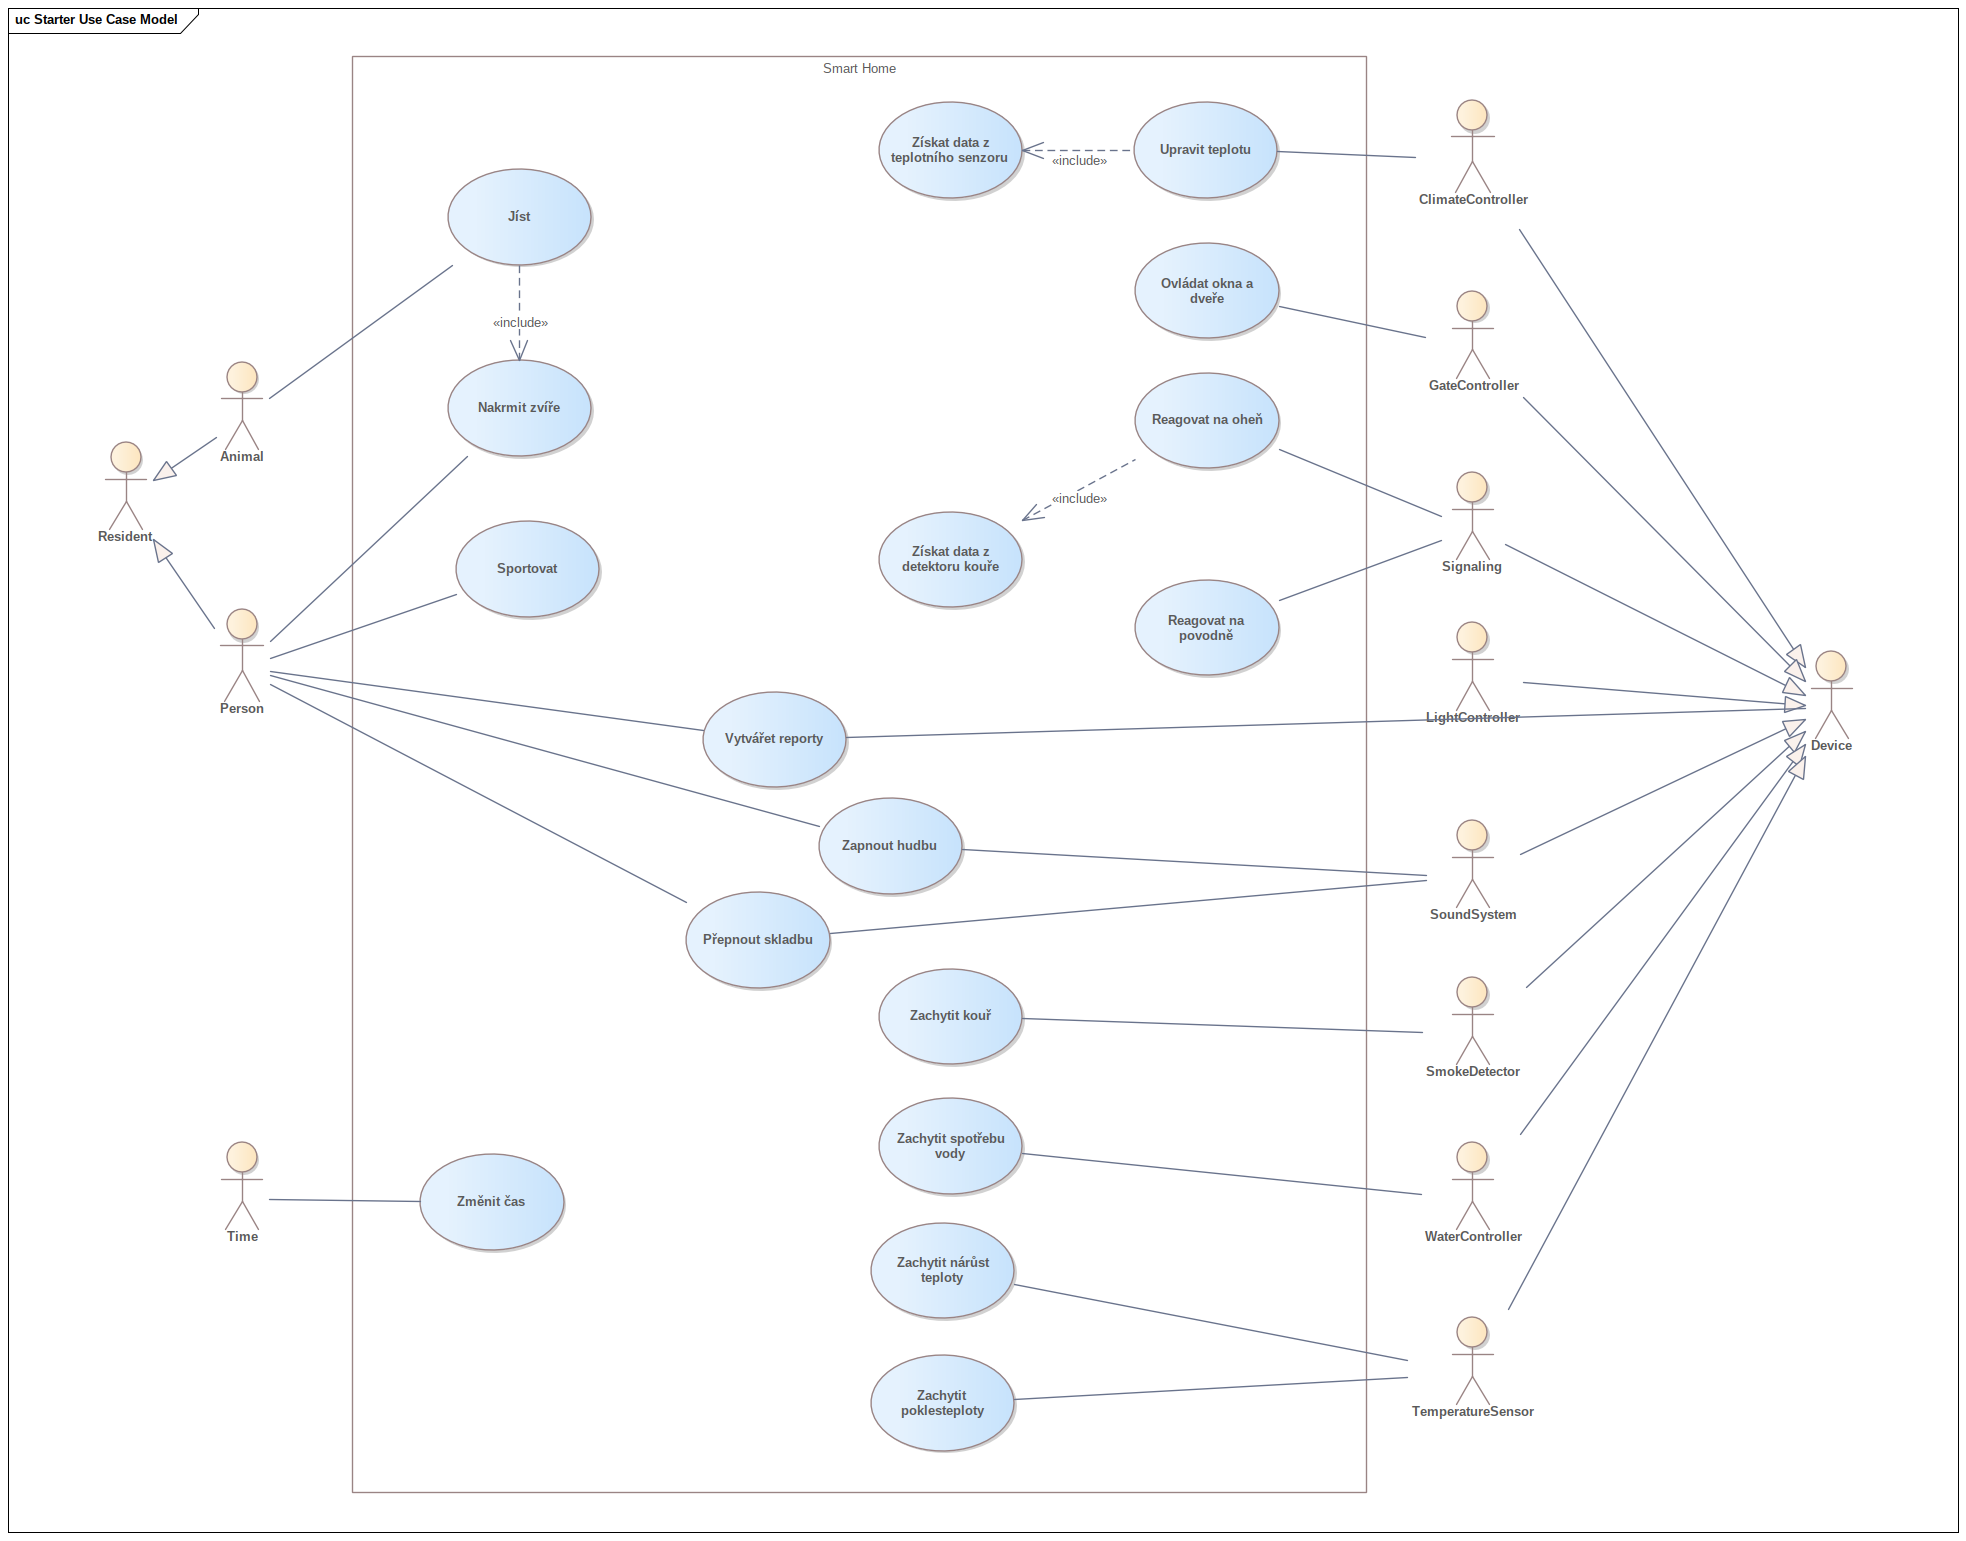 uc Starter Use Case Model
Smart Home
Získat data z
teplotního senzoru
«include»
Upravit teplotu
ClimateController
Jíst
«include»
Nakrmit zvíře
Ovládat okna a
dveře
GateController
Animal
Resident
Reagovat na oheň
«include»
Získat data z
detektoru kouře
Signaling
Sportovat
Reagovat na
povodně
Person
LightController
Device
Vytvářet reporty
Zapnout hudbu
SoundSystem
Přepnout skladbu
Zachytit kouř
SmokeDetector
Zachytit spotřebu
vody
WaterController
Time
Změnit čas
Zachytit nárůst
teploty
Zachytit
poklesteploty
TemperatureSensor